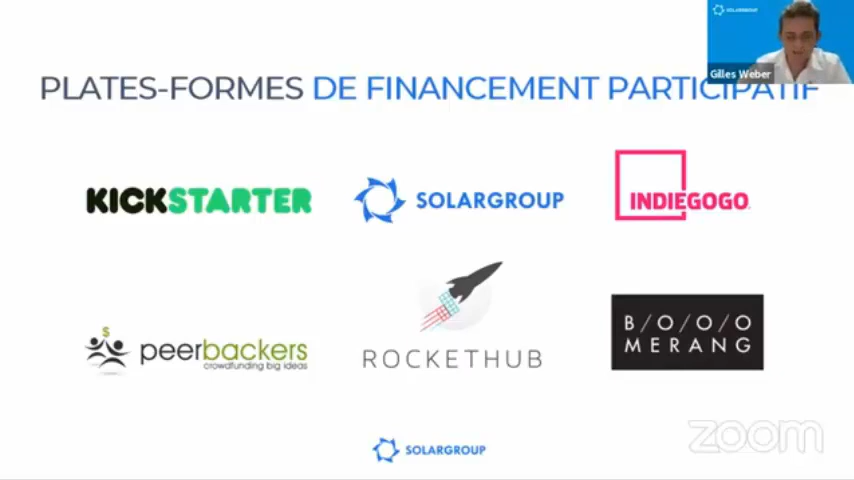 SOLARGROUP
Gilles Weber
PLATES-FORMES DE FINANCEMENT PARTICIPATIF
KICKSTARTER
SOLARGROUP
INDIEGOGO
$
peerbackers
crowdfunding big ideas
ROCKETHUB
B/O/O/O
MERANG
SOLARGROUP
zoom